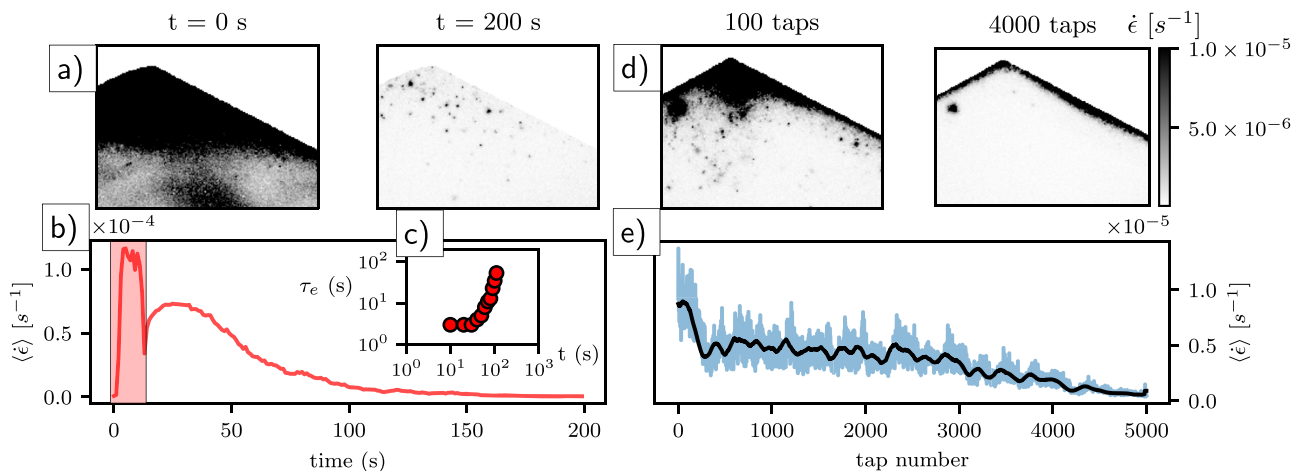 t = 0 s
t = 200 s
100 taps
4000 taps
ϵ̇ [s⁻¹]
a)
d)
1.0 × 10⁻⁵
5.0 × 10⁻⁶
b)
×10⁻⁴
c)
e)
×10⁻⁵
⟨ϵ̇⟩ [s⁻¹]
1.0
0.5
0.0
τₑ (s)
10²
10¹
10⁰
10⁰ 10¹ 10² 10³
t (s)
0 50 100 150 200
time (s)
1.0
0.5
0.0
⟨ϵ̇⟩ [s⁻¹]
0 1000 2000 3000 4000 5000
tap number